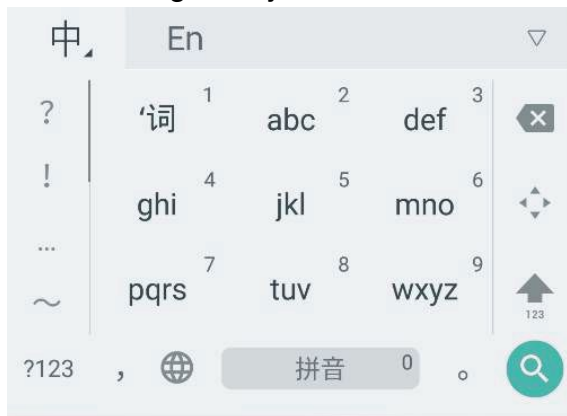 中 En
? '词 1 abc 2 def 3
! ghi 4 jkl 5 mno 6
... pqrs 7 tuv 8 wxyz 9
~ 123
?123 , 拼音 0 。